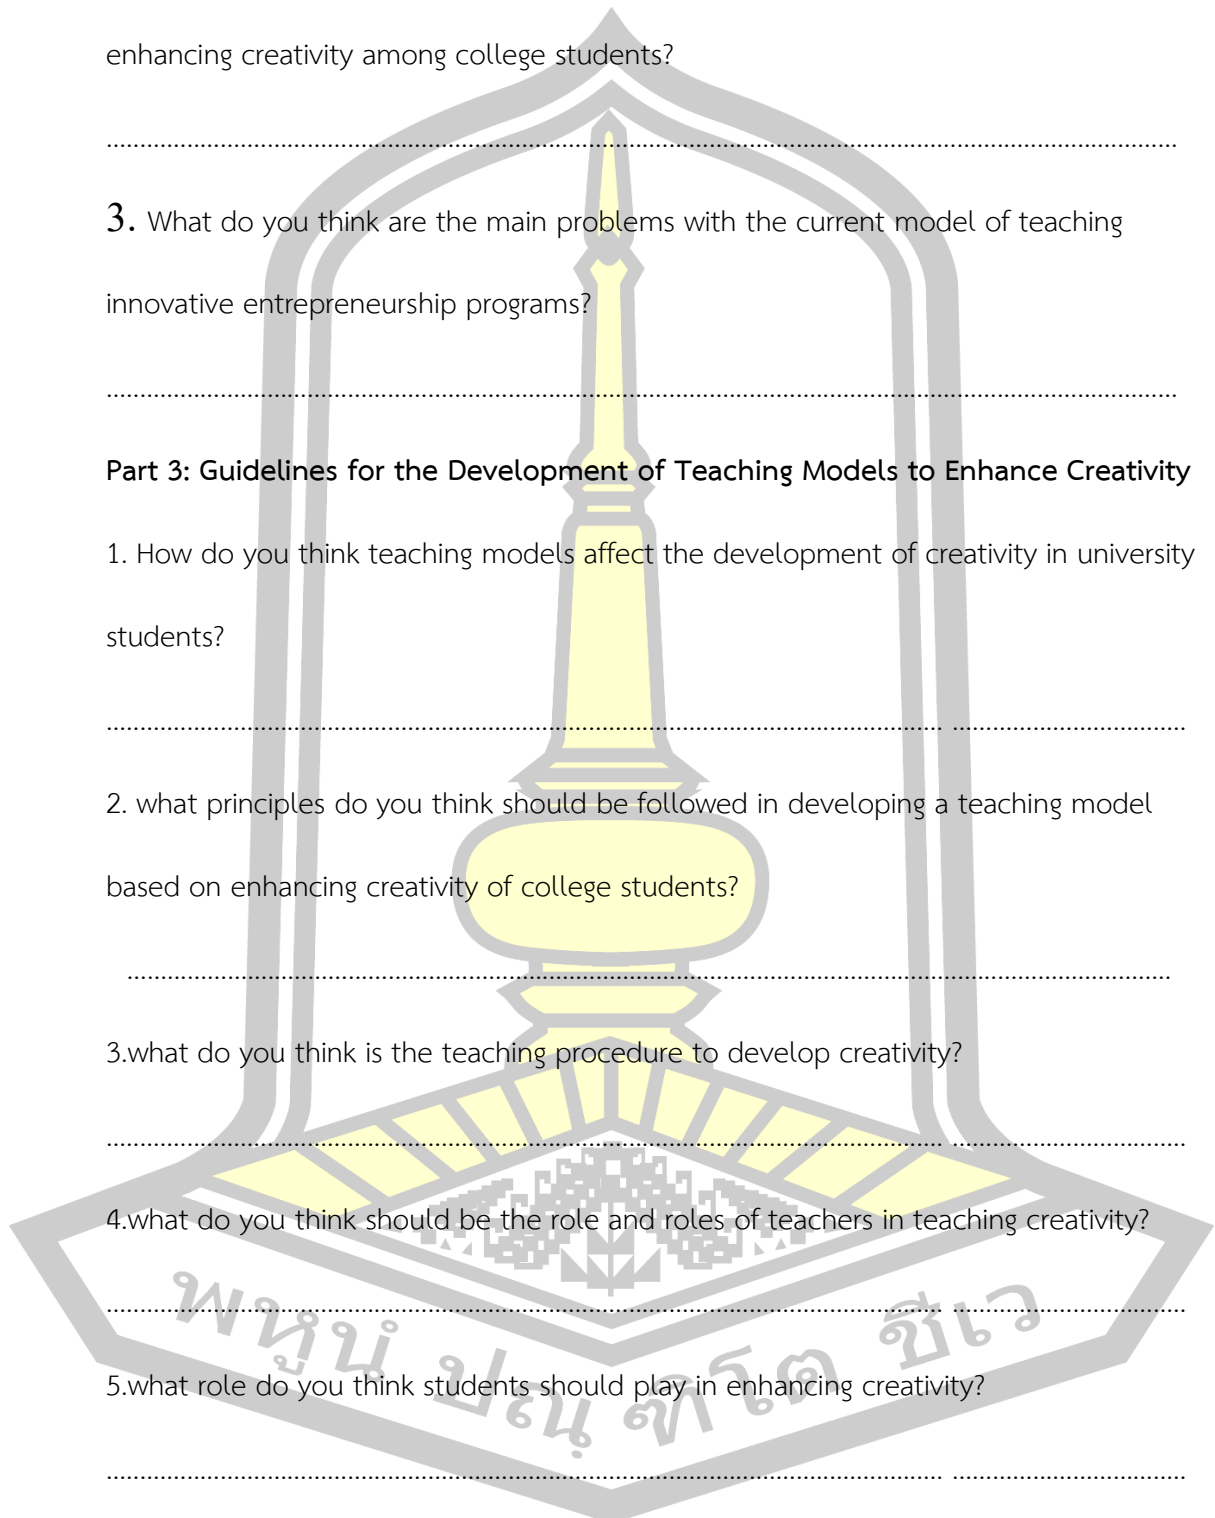 enhancing creativity among college students?
................................................................................................................................................................
3. What do you think are the main problems with the current model of teaching
innovative entrepreneurship programs?
................................................................................................................................................................
Part 3: Guidelines for the Development of Teaching Models to Enhance Creativity
1. How do you think teaching models affect the development of creativity in university
students?
............................................................................................................................. ...................................
2. what principles do you think should be followed in developing a teaching model
based on enhancing creativity of college students?
............................................................................................................................................................
3.what do you think is the teaching procedure to develop creativity?
............................................................................................................................. ...................................
4.what do you think should be the role and roles of teachers in teaching creativity?
............................................................................................................................. ...................................
5.what role do you think students should play in enhancing creativity?
............................................................................................................................. ...................................
พหูนํ ปณฺฑิโต ชีเว